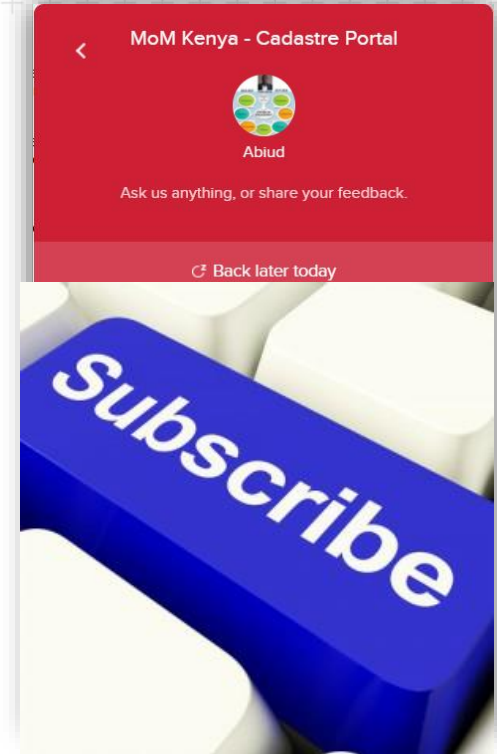 MoM Kenya - Cadastre Portal
Abiud
Ask us anything, or share your feedback.
Back later today
Subscribe